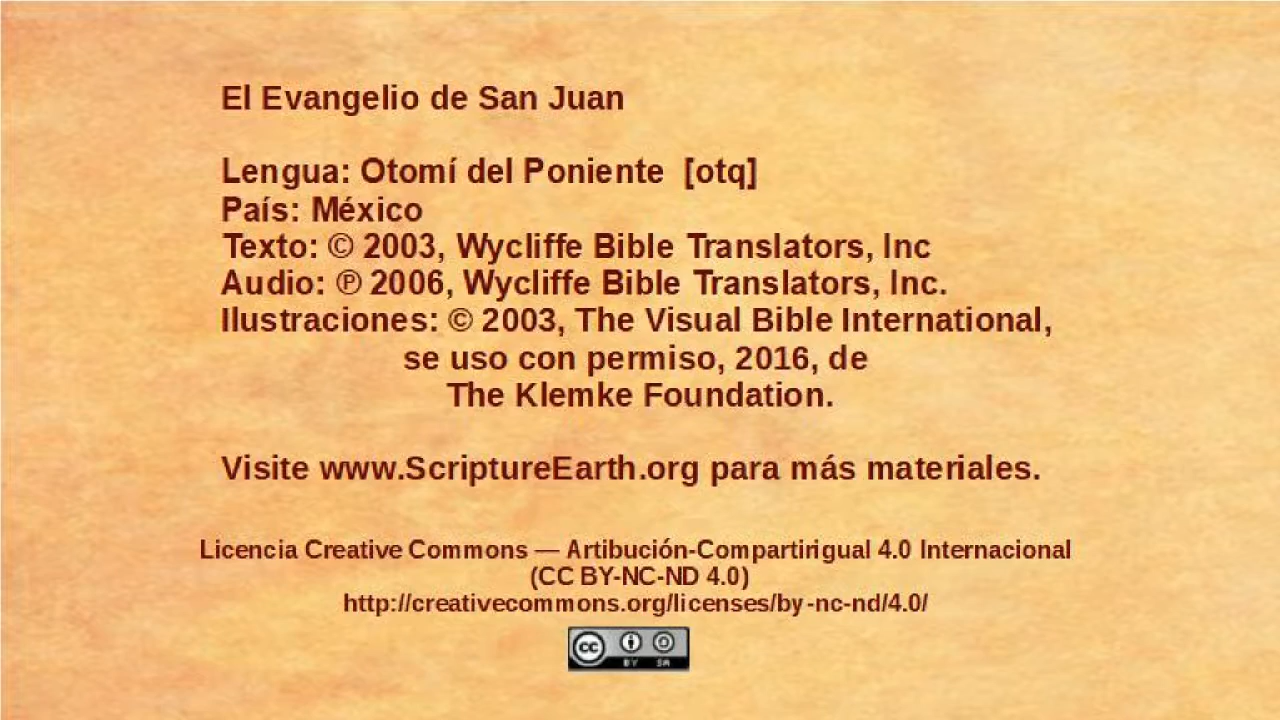 El Evangelio de San Juan
Lengua: Otomí del Poniente [otq]
País: México
Texto: © 2003, Wycliffe Bible Translators, Inc
Audio: ℗ 2006, Wycliffe Bible Translators, Inc.
Ilustraciones: © 2003, The Visual Bible International,
se uso con permiso, 2016, de
The Klemke Foundation.
Visite www.ScriptureEarth.org para más materiales.
Licencia Creative Commons — Artibución-Compartirigual 4.0 Internacional
(CC BY-NC-ND 4.0)
http://creativecommons.org/licenses/by-nc-nd/4.0/
cc BY SA